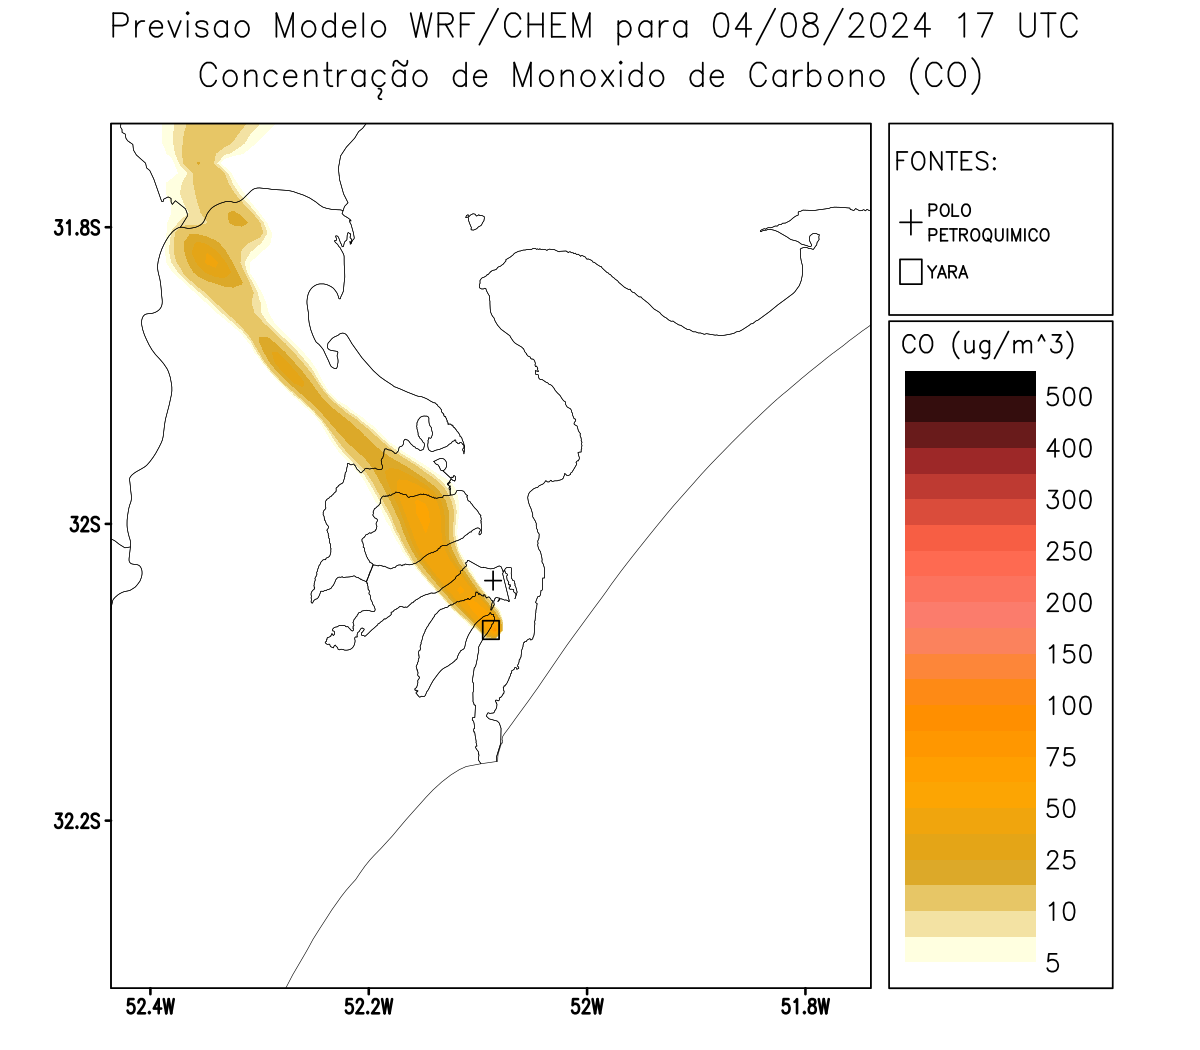 Previsao Modelo WRF/CHEM para 04/08/2024 17 UTC
Concentração de Monoxido de Carbono (CO)
FONTES:
POLO
PETROQUIMICO
YARA
CO (ug/m^3)
500
400
300
250
200
150
100
75
50
25
10
5
31.8S
32S
32.2S
52.4W
52.2W
52W
51.8W